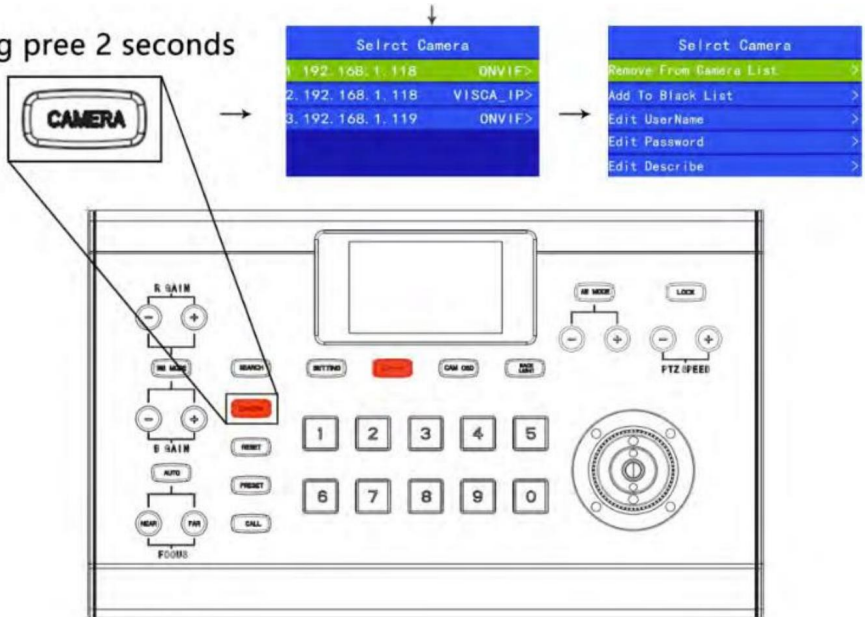 g pree 2 seconds
CAMERA
Selrct Camera
1.192.168.1.118 ONVIF>
2.192.168.1.118 VISCA_IP>
3.192.168.1.119 ONVIF>
Selrct Camera
Remove From Camera List >
Add To Black List >
Edit UserName >
Edit Password >
Edit Describe >
R GAIN
- +
WB MODE
- +
B GAIN
AUTO
NEAR FAR
FOCUS
SEARCH
CAMERA
RESET
PRESET
CALL
SETTING
CAM OSD
BACK
LIGHT
1 2 3 4 5
6 7 8 9 0
AE MODE
- +
LOCK
- +
PTZ SPEED